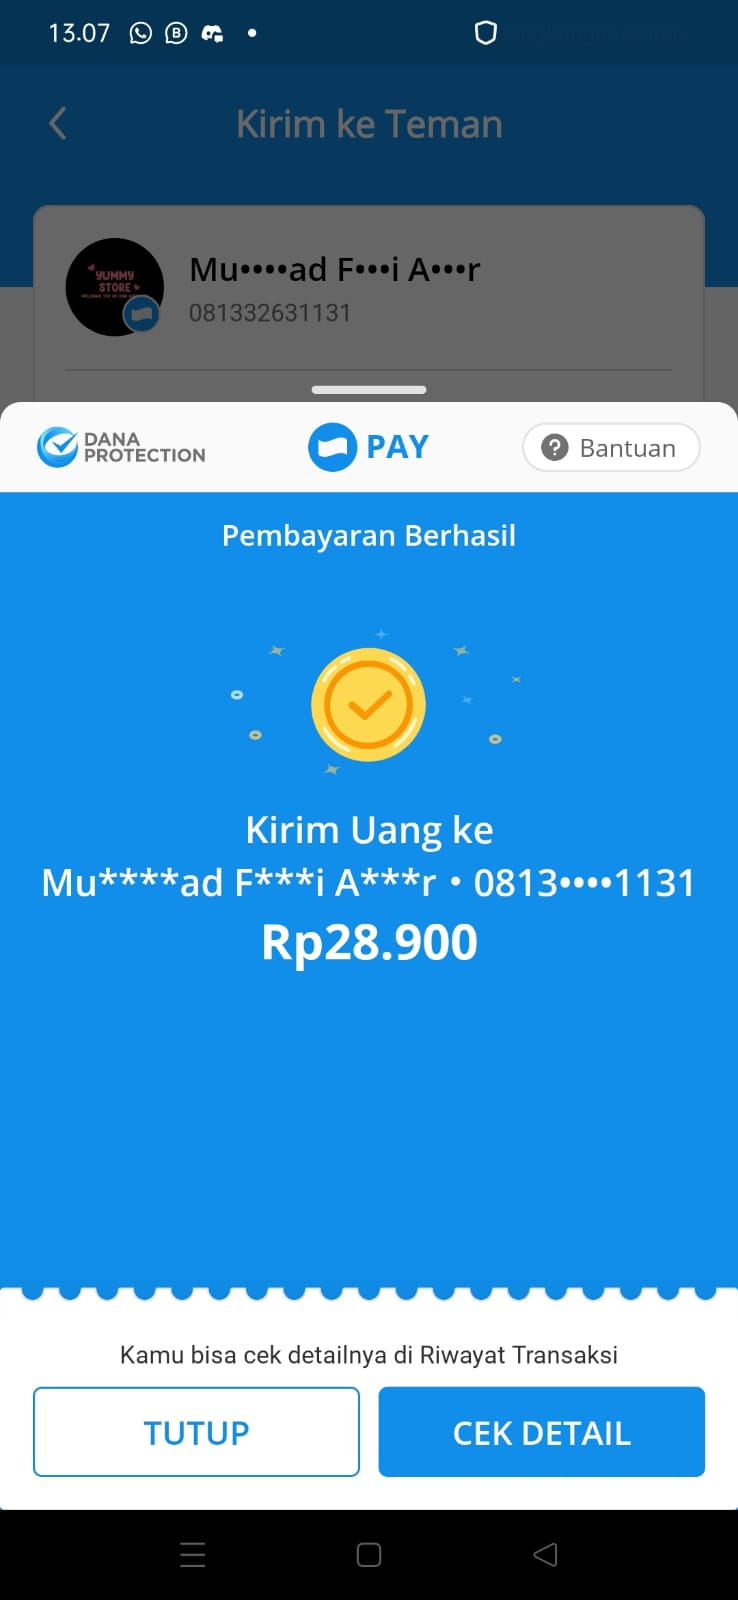 13.07
Kirim ke Teman
YUMMY
STORE
Mu••••ad F•••i A•••r
081332631131
DANA
PROTECTION
PAY
? Bantuan
Pembayaran Berhasil
Kirim Uang ke
Mu****ad F***i A***r • 0813••••1131
Rp28.900
Kamu bisa cek detailnya di Riwayat Transaksi
TUTUP
CEK DETAIL